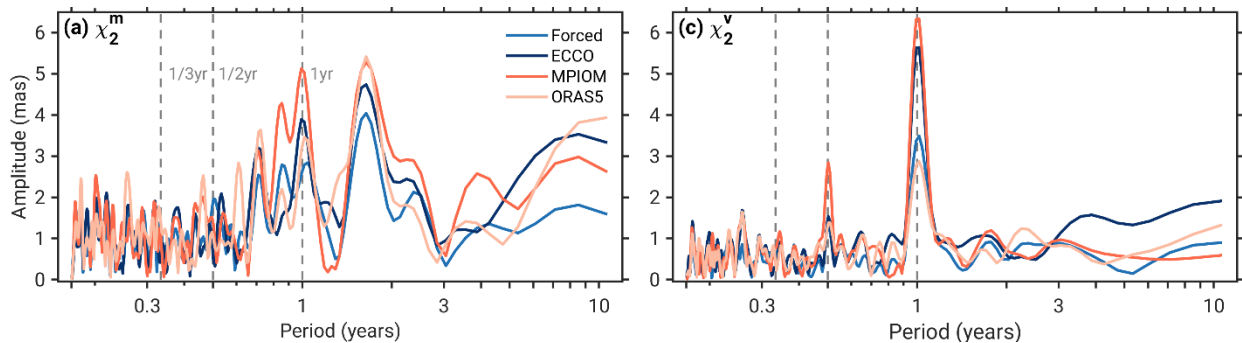 (a) χ₂ᵐ
Amplitude (mas)
6
5
4
3
2
1
0
1/3yr
1/2yr
1yr
Forced
ECCO
MPIOM
ORAS5
0.3
1
3
10
Period (years)
(c) χ₂ᵛ
6
5
4
3
2
1
0
0.3
1
3
10
Period (years)